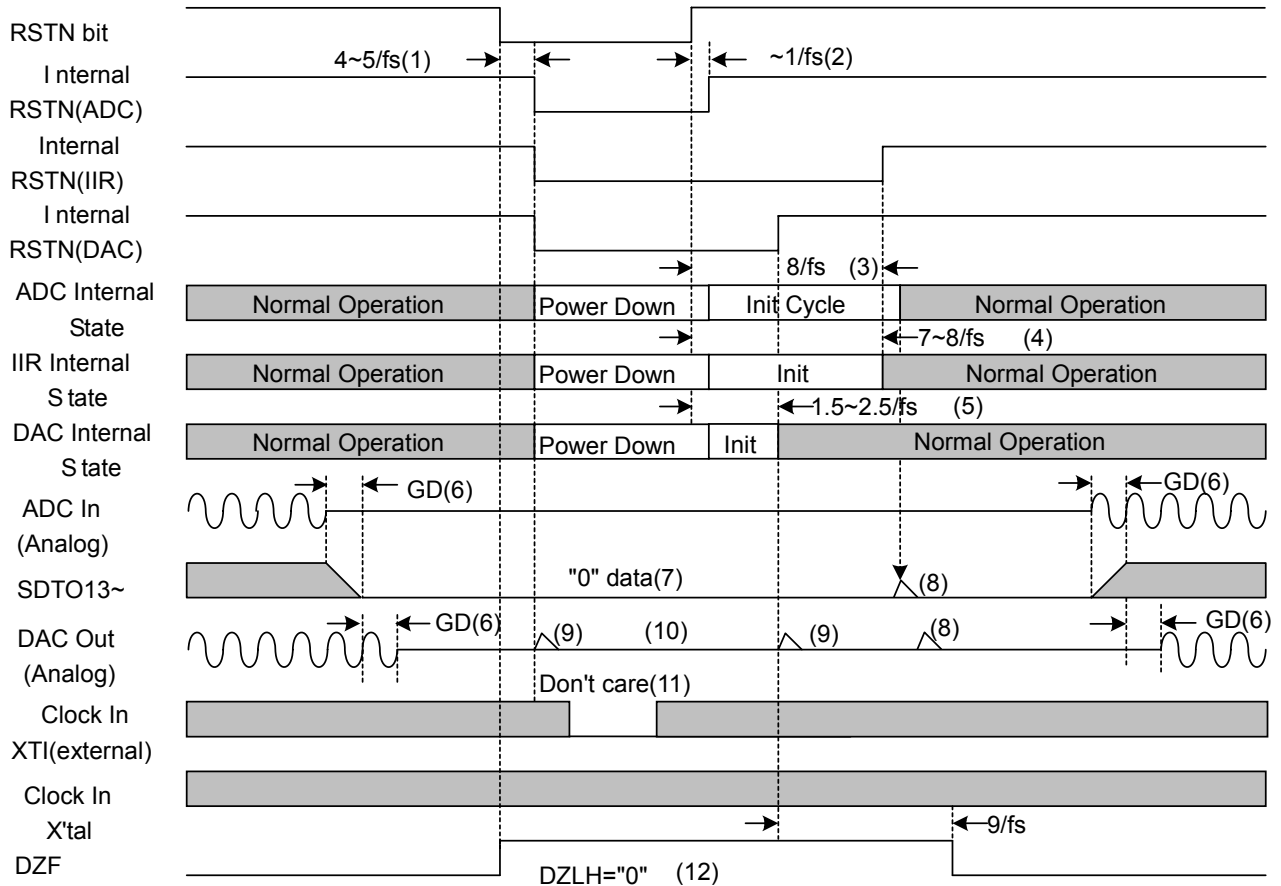 RSTN bit
4~5/fs(1)
~1/fs(2)
I nternal
RSTN(ADC)
Internal
RSTN(IIR)
I nternal
RSTN(DAC)
8/fs (3)
ADC Internal
State
Normal Operation
Power Down
Init Cycle
Normal Operation
7~8/fs (4)
IIR Internal
S tate
Normal Operation
Power Down
Init
Normal Operation
1.5~2.5/fs (5)
DAC Internal
S tate
Normal Operation
Power Down
Init
Normal Operation
GD(6)
GD(6)
ADC In
(Analog)
SDTO13~
"0" data(7)
(8)
GD(6)
GD(6)
DAC Out
(Analog)
(9)
(10)
(9)
(8)
Don't care(11)
Clock In
XTI(external)
Clock In
X'tal
9/fs
DZF
DZLH="0" (12)